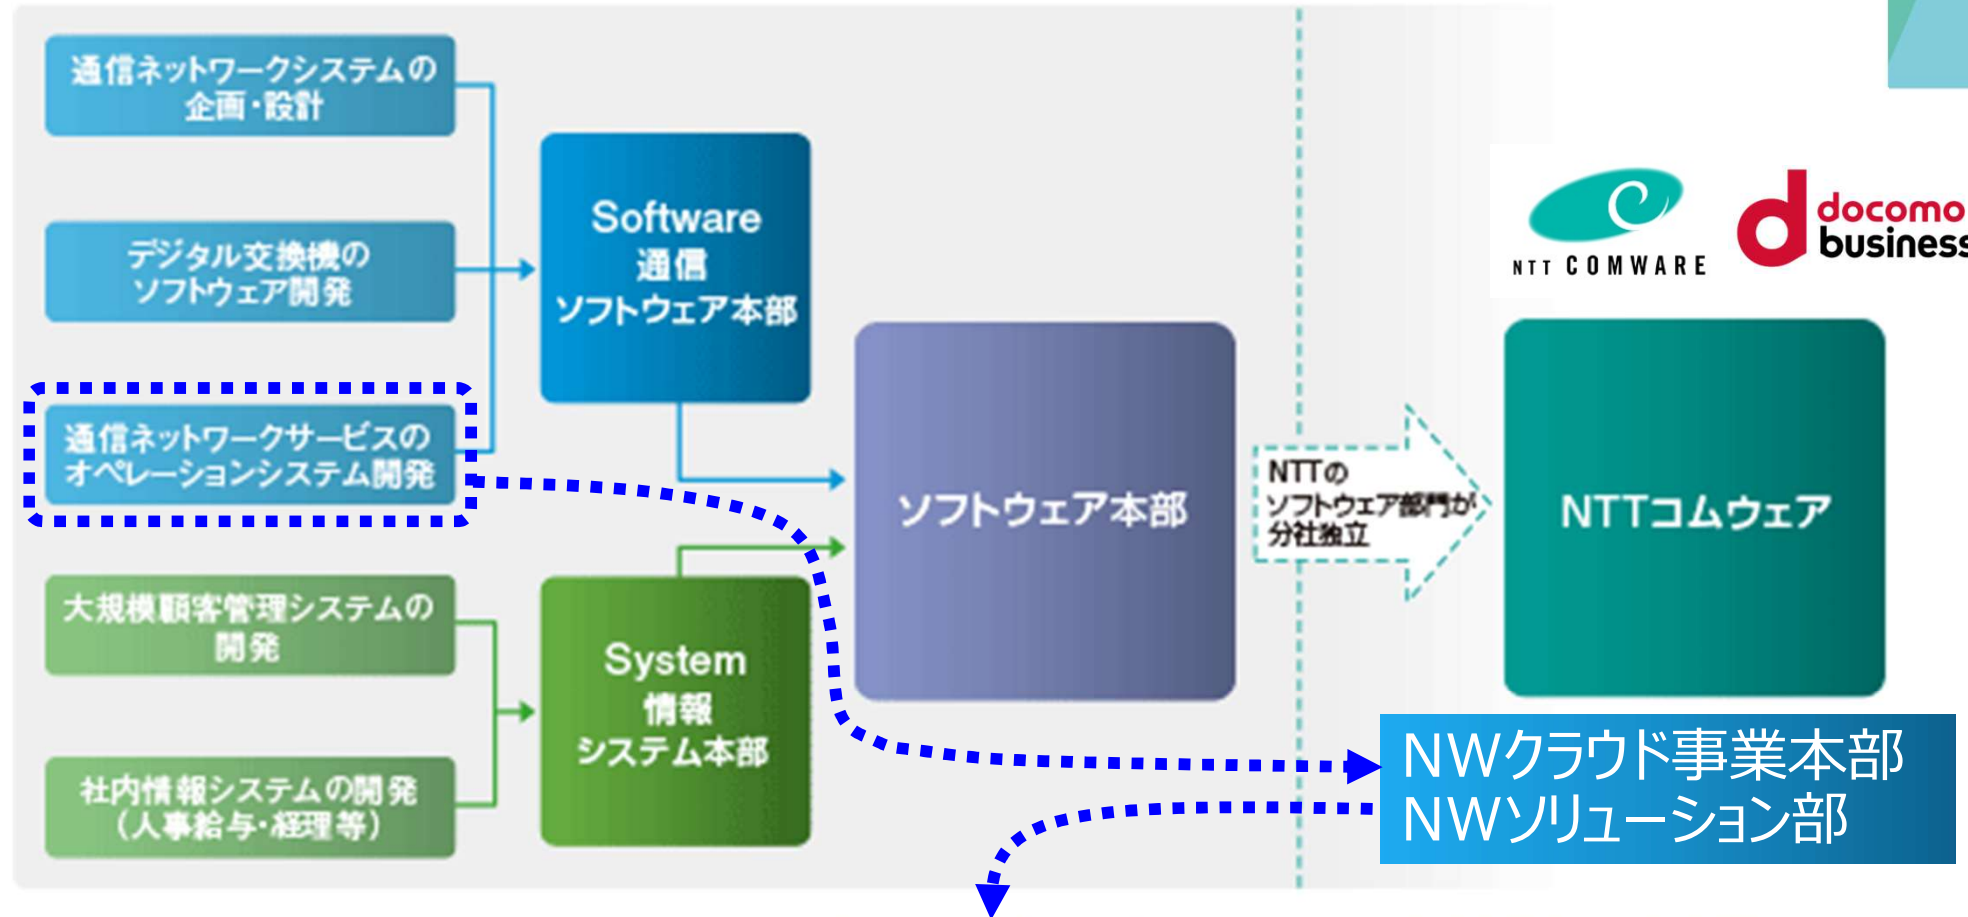 通信ネットワークシステムの
企画・設計
デジタル交換機の
ソフトウェア開発
通信ネットワークサービスの
オペレーションシステム開発
大規模顧客管理システムの
開発
社内情報システムの開発
（人事給与・経理等）
Software
通信
ソフトウェア本部
System
情報
システム本部
ソフトウェア本部
NTTの
ソフトウェア部門が
分社独立
NTT COMWARE
docomo
business
NTTコムウェア
NWクラウド事業本部
NWソリューション部